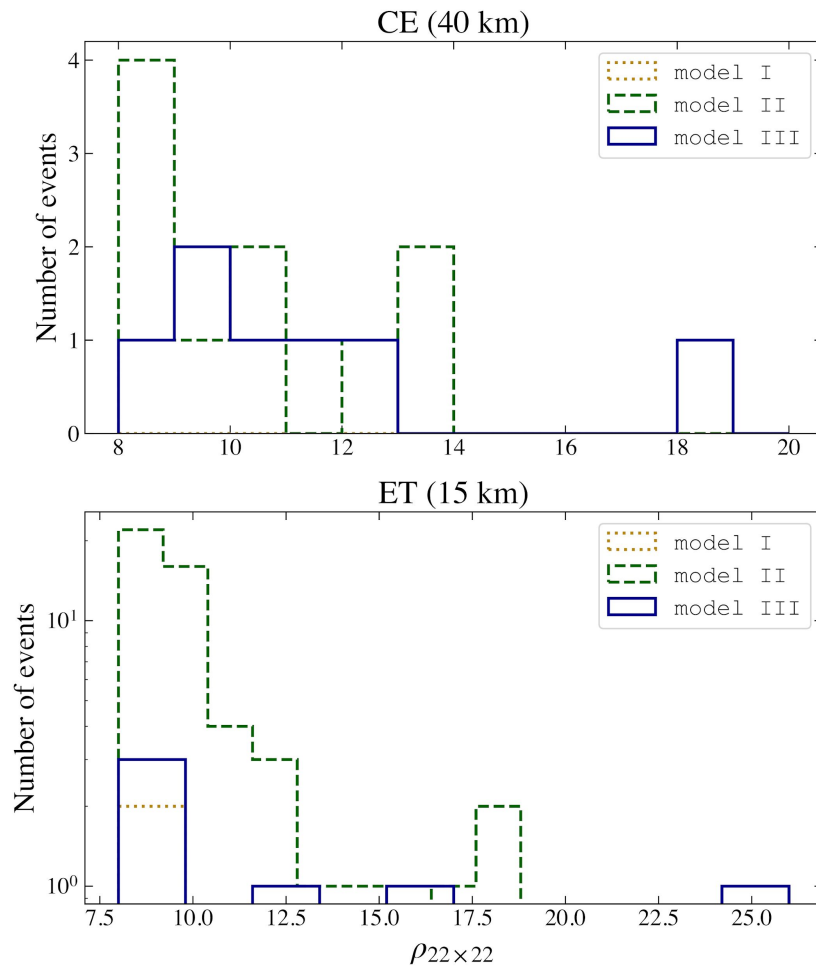 CE (40 km)
Number of events
4
3
2
1
0
model I
model II
model III
8 10 12 14 16 18 20
ET (15 km)
Number of events
10¹
10⁰
model I
model II
model III
7.5 10.0 12.5 15.0 17.5 20.0 22.5 25.0
ρ₂₂×₂₂